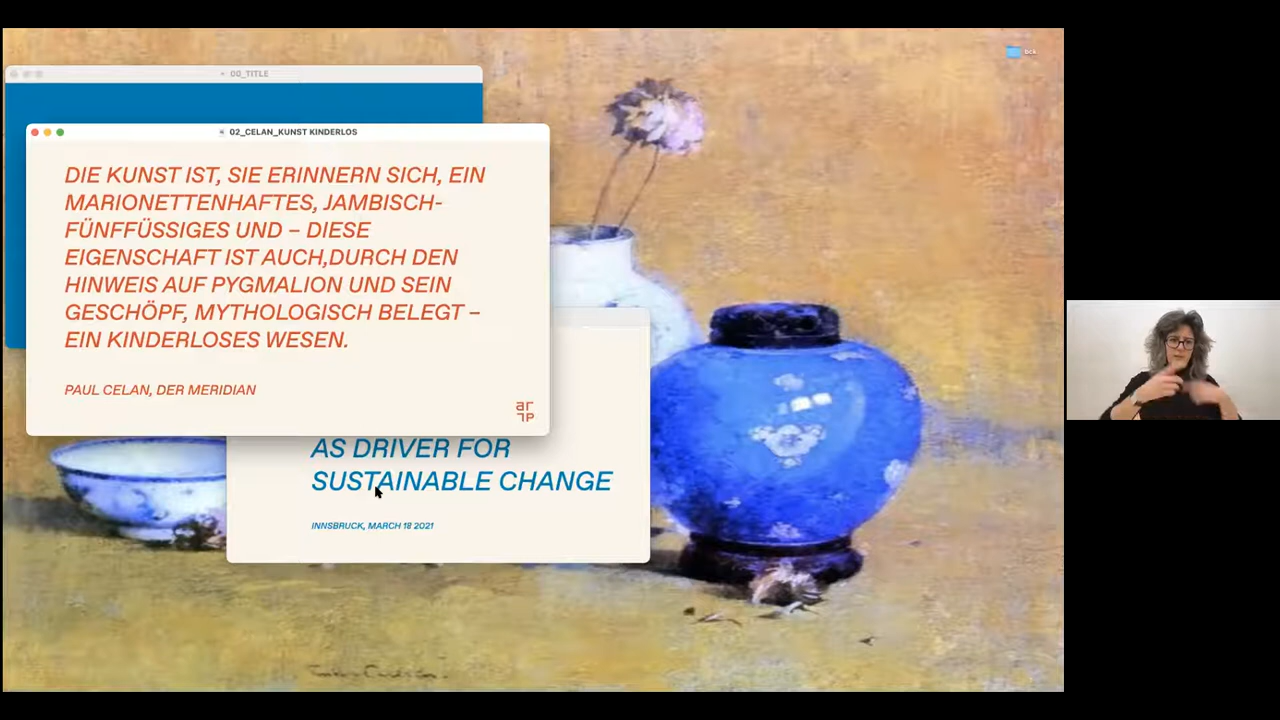 bck
00_TITLE
02_CELAN_KUNST KINDERLOS
DIE KUNST IST, SIE ERINNERN SICH, EIN
MARIONETTENHAFTES, JAMBISCH-
FÜNFFÜSSIGES UND – DIESE
EIGENSCHAFT IST AUCH,DURCH DEN
HINWEIS AUF PYGMALION UND SEIN
GESCHÖPF, MYTHOLOGISCH BELEGT –
EIN KINDERLOSES WESEN.
PAUL CELAN, DER MERIDIAN
AS DRIVER FOR
SUSTAINABLE CHANGE
INNSBRUCK, MARCH 18 2021